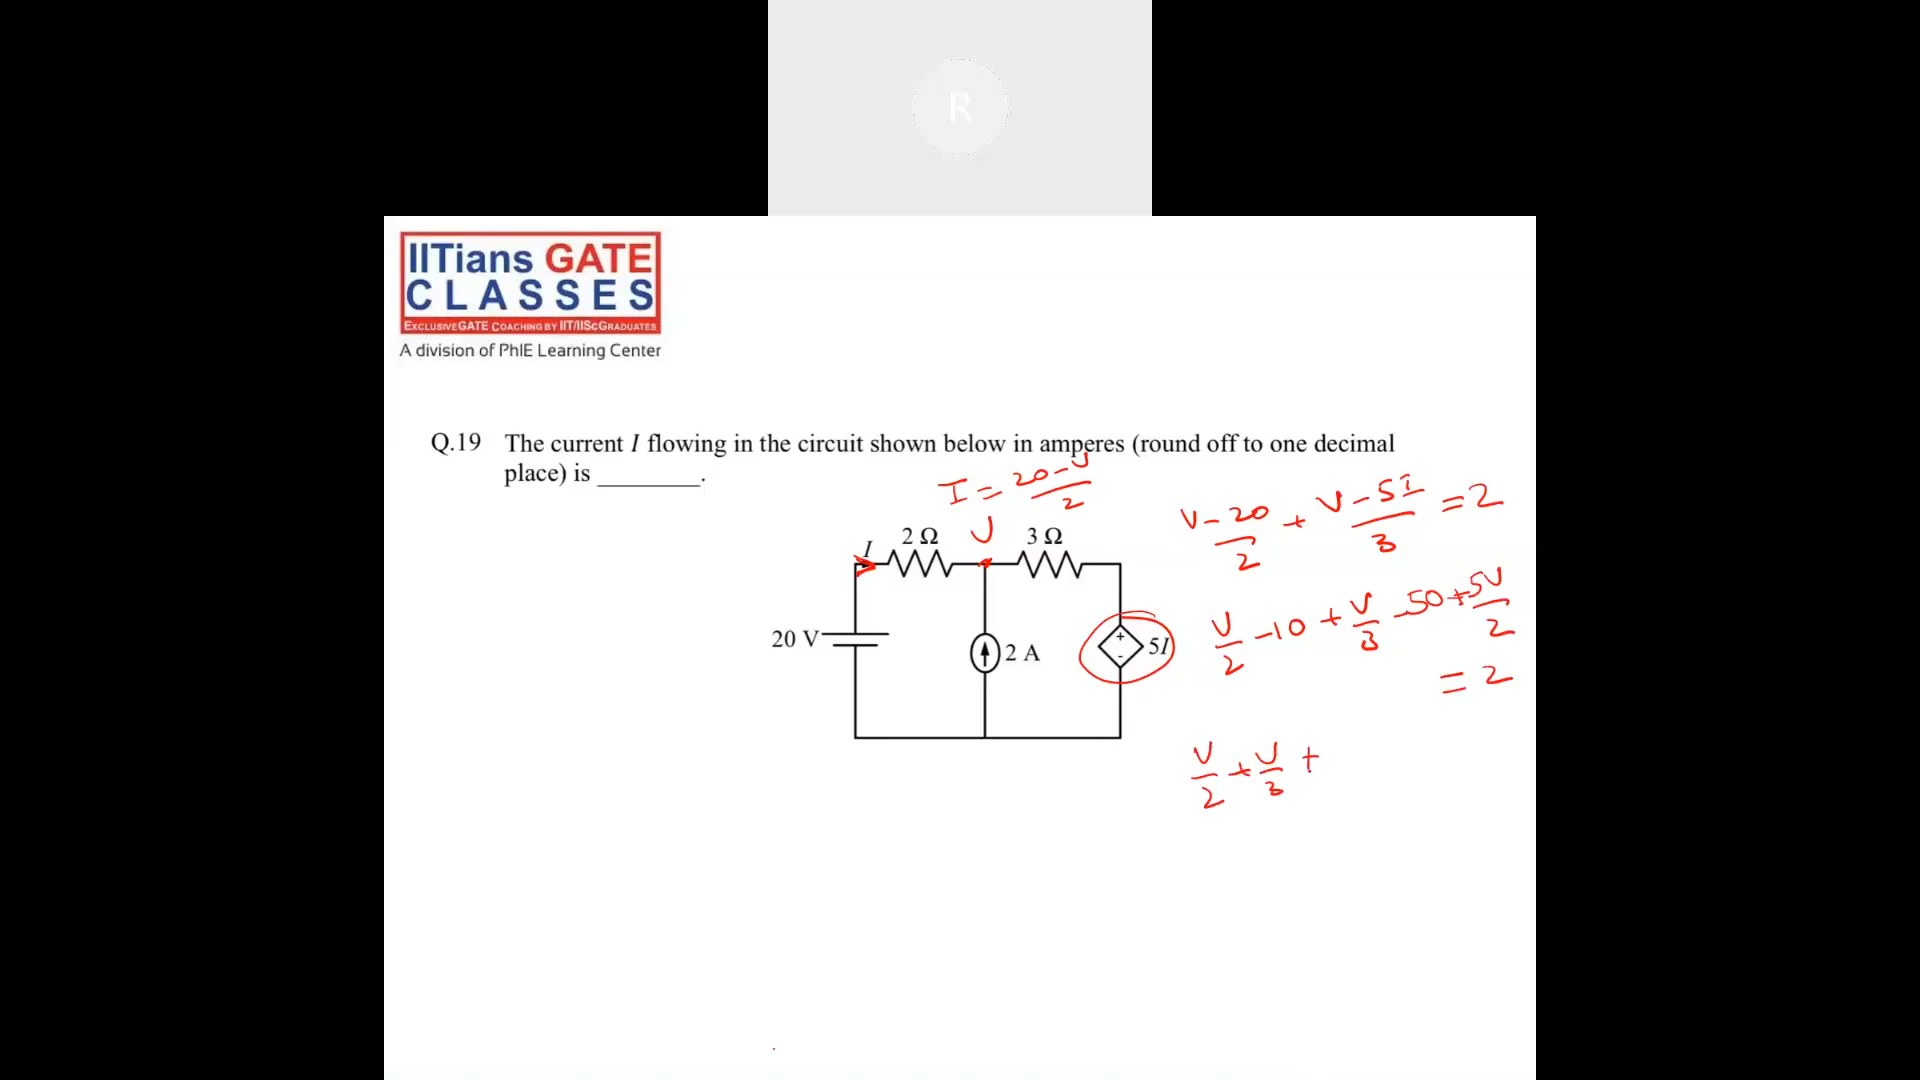 R
IITians GATE
CLASSES
EXCLUSIVE GATE COACHING BY IIT/IISc GRADUATES
A division of PhIE Learning Center
Q.19 The current I flowing in the circuit shown below in amperes (round off to one decimal
place) is ________.
I = (20-V)/2
(V-20)/2 + (V-5I)/3 = 2
I
2 Ω
V
3 Ω
V/2 -10 + V/3 -50 + 5V/2
= 2
20 V
2 A
+
-
5I
V/2 + V/3 +